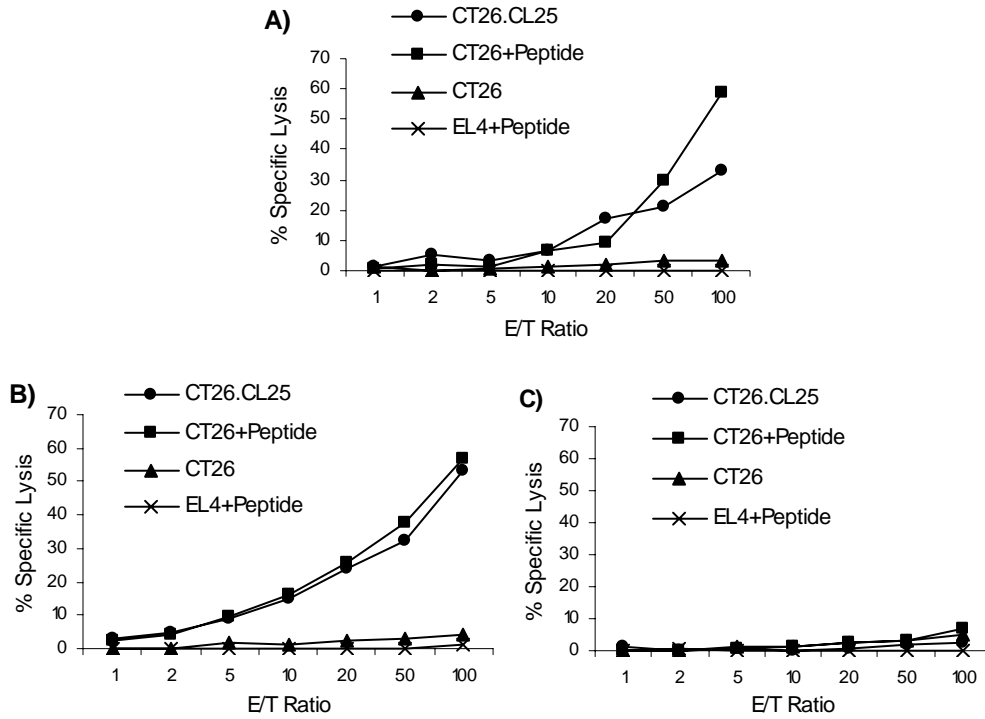 A)
CT26.CL25
CT26+Peptide
CT26
EL4+Peptide
% Specific Lysis
70
60
50
40
30
20
10
0
1 2 5 10 20 50 100
E/T Ratio
B)
CT26.CL25
CT26+Peptide
CT26
EL4+Peptide
% Specific Lysis
70
60
50
40
30
20
10
0
1 2 5 10 20 50 100
E/T Ratio
C)
CT26.CL25
CT26+Peptide
CT26
EL4+Peptide
% Specific Lysis
70
60
50
40
30
20
10
0
1 2 5 10 20 50 100
E/T Ratio